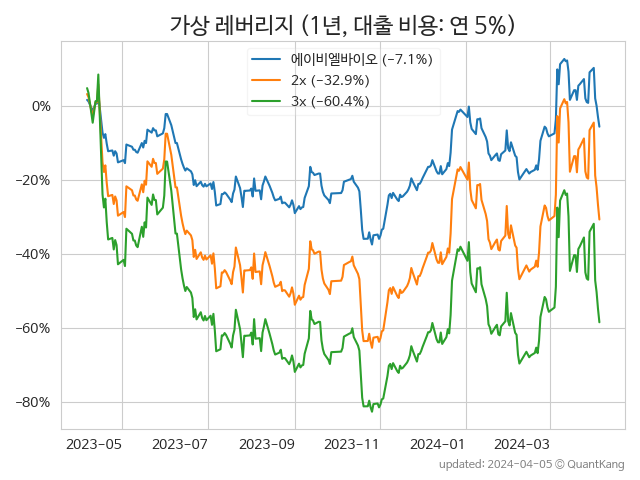 가상 레버리지 (1년, 대출 비용: 연 5%)
에이비엘바이오 (−7.1%)
2x (−32.9%)
3x (−60.4%)
0%
−20%
−40%
−60%
−80%
2023-05 2023-07 2023-09 2023-11 2024-01 2024-03
updated: 2024-04-05 © QuantKang